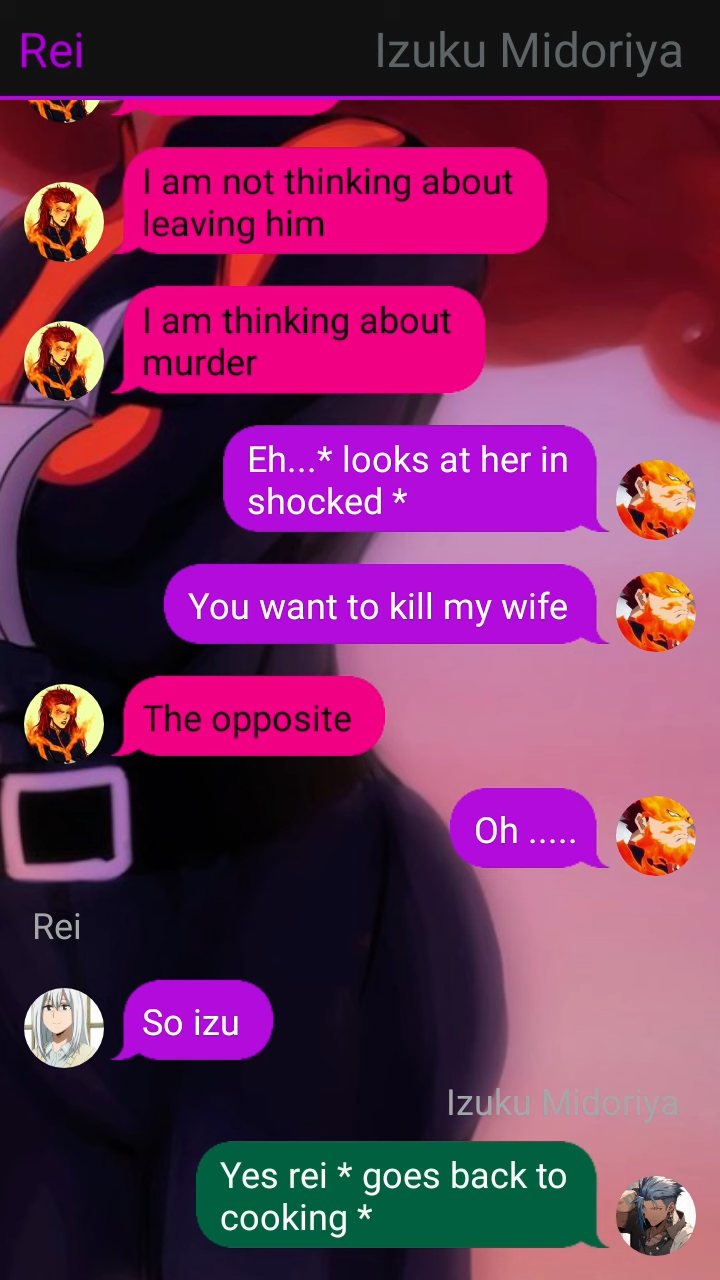 Rei
Izuku Midoriya
I am not thinking about
leaving him
I am thinking about
murder
Eh...* looks at her in
shocked *
You want to kill my wife
The opposite
Oh .....
Rei
So izu
Izuku Midoriya
Yes rei * goes back to
cooking *